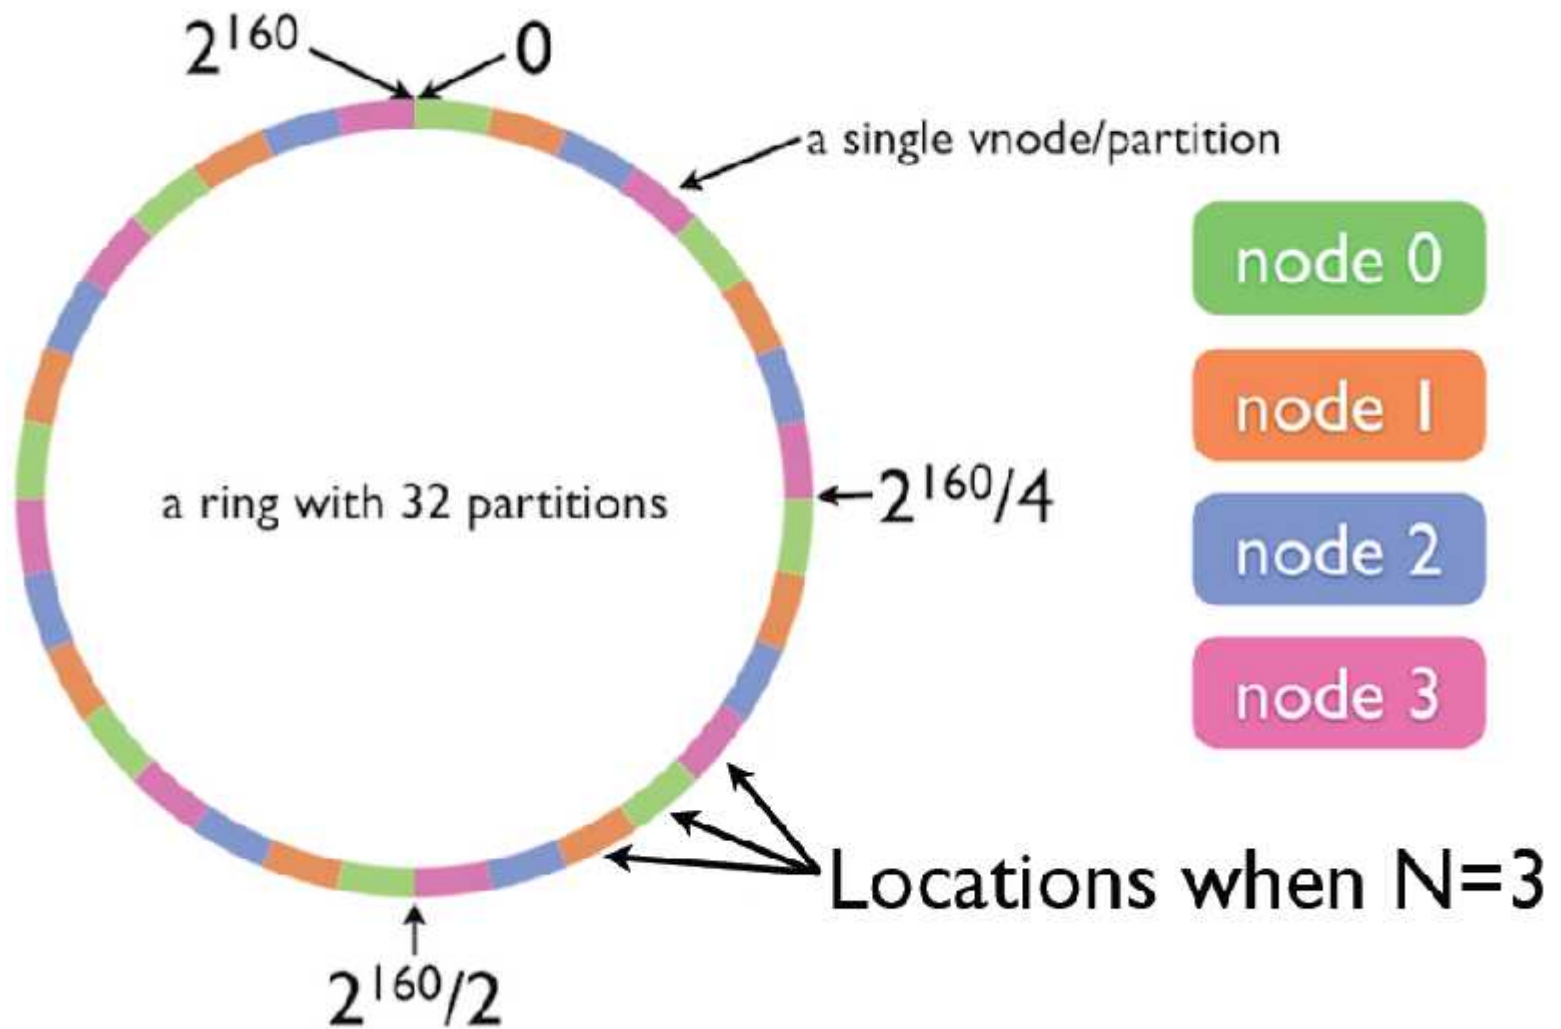 2^160
0
a single vnode/partition
node 0
node 1
2^160/4
a ring with 32 partitions
node 2
node 3
Locations when N=3
2^160/2